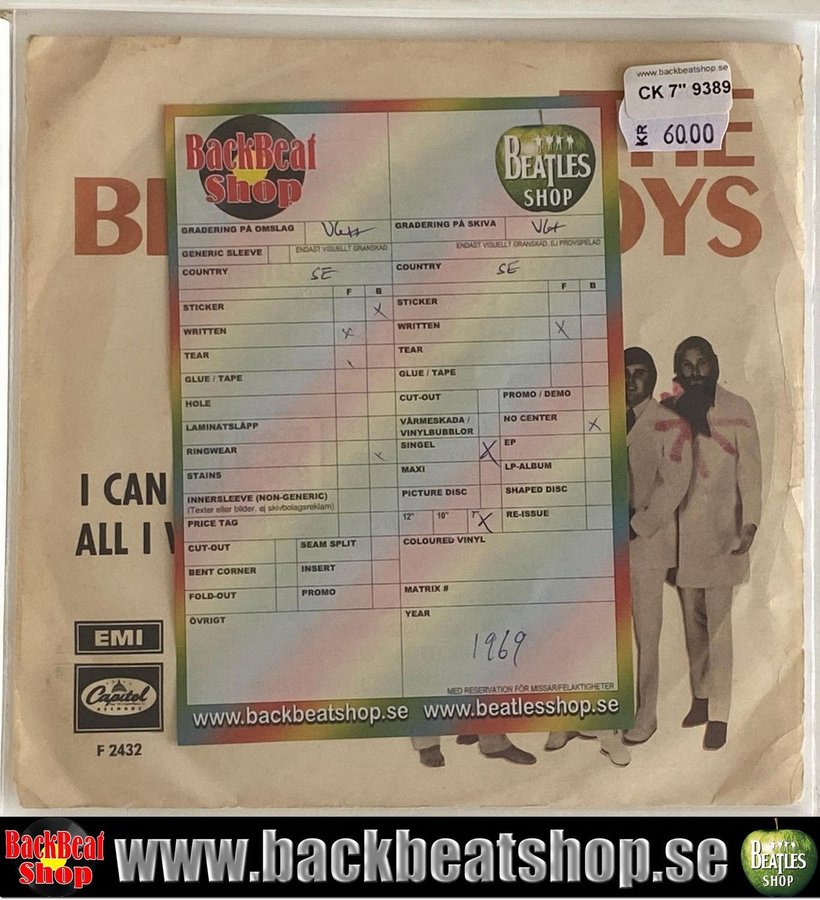 www.backbeatshop.se
CK 7" 9389
KR 60.00
THE
BE
OYS
BackBeat
Shop
BEATLES
SHOP
GRADERING PÅ OMSLAG VG++
GRADERING PÅ SKIVA VG+
GENERIC SLEEVE ENDAST VISUELLT GRANSKAD
ENDAST VISUELLT GRANSKAD, EJ PROVSPELAD
COUNTRY SE
COUNTRY SE
F B
F B
STICKER X
STICKER
WRITTEN X
WRITTEN X
TEAR
TEAR
GLUE / TAPE
GLUE / TAPE
HOLE
CUT-OUT
PROMO / DEMO
LAMINATSLÄPP
VÄRMESKADA /
VINYLBUBBLOR
NO CENTER X
RINGWEAR X
SINGEL X
EP
STAINS
MAXI
LP-ALBUM
INNERSLEEVE (NON-GENERIC)
(Texter eller bilder, ej skivbolagsreklam)
PICTURE DISC
SHAPED DISC
PRICE TAG
12" 10" 7" X
RE-ISSUE
CUT-OUT
SEAM SPLIT
COLOURED VINYL
BENT CORNER
INSERT
FOLD-OUT
PROMO
MATRIX #
ÖVRIGT
YEAR
1969
MED RESERVATION FÖR MISSAR/FELAKTIGHETER
www.backbeatshop.se www.beatlesshop.se
I CAN
ALL I
EMI
Capitol
RECORDS
F 2432
BackBeat
Shop
www.backbeatshop.se
BEATLES
SHOP